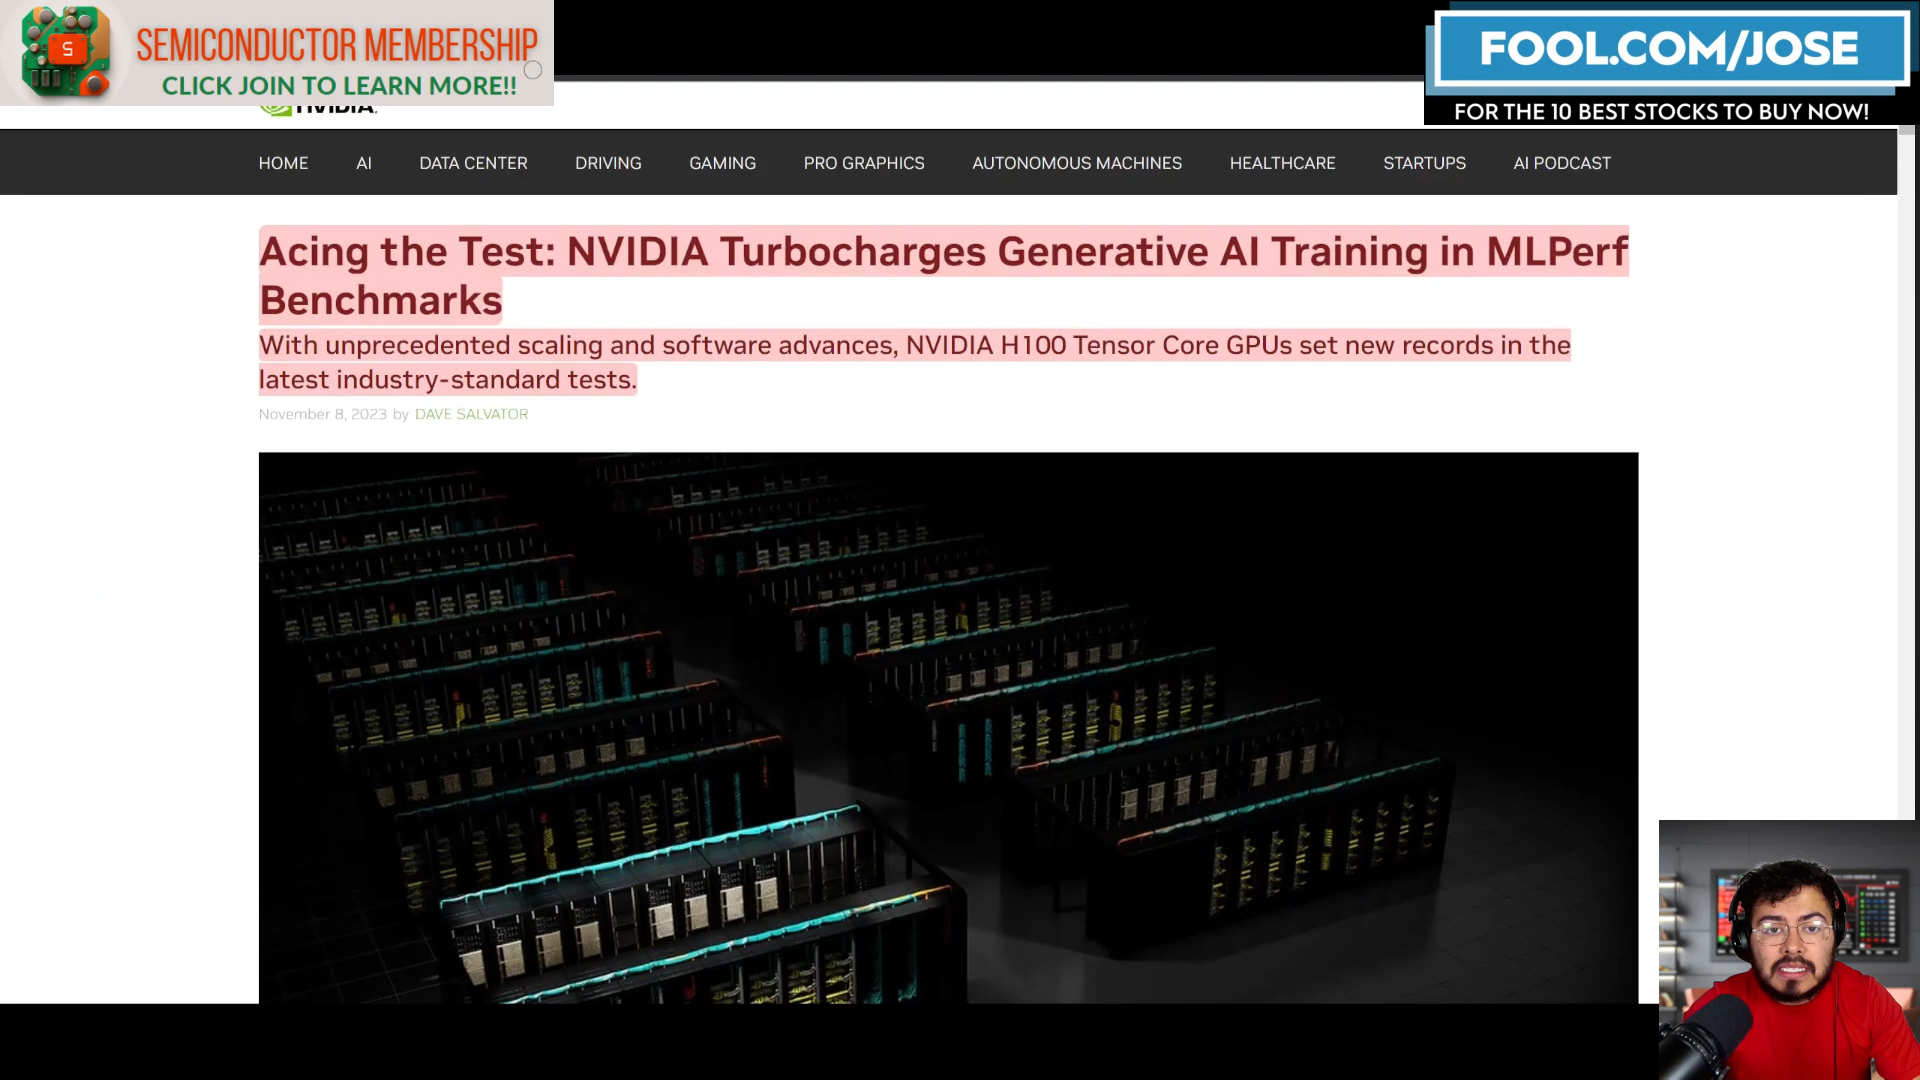 SEMICONDUCTOR MEMBERSHIP
CLICK JOIN TO LEARN MORE!!
FOOL.COM/JOSE
FOR THE 10 BEST STOCKS TO BUY NOW!
NVIDIA.
HOME AI DATA CENTER DRIVING GAMING PRO GRAPHICS AUTONOMOUS MACHINES HEALTHCARE STARTUPS AI PODCAST
Acing the Test: NVIDIA Turbocharges Generative AI Training in MLPerf
Benchmarks
With unprecedented scaling and software advances, NVIDIA H100 Tensor Core GPUs set new records in the
latest industry-standard tests.
November 8, 2023 by DAVE SALVATOR